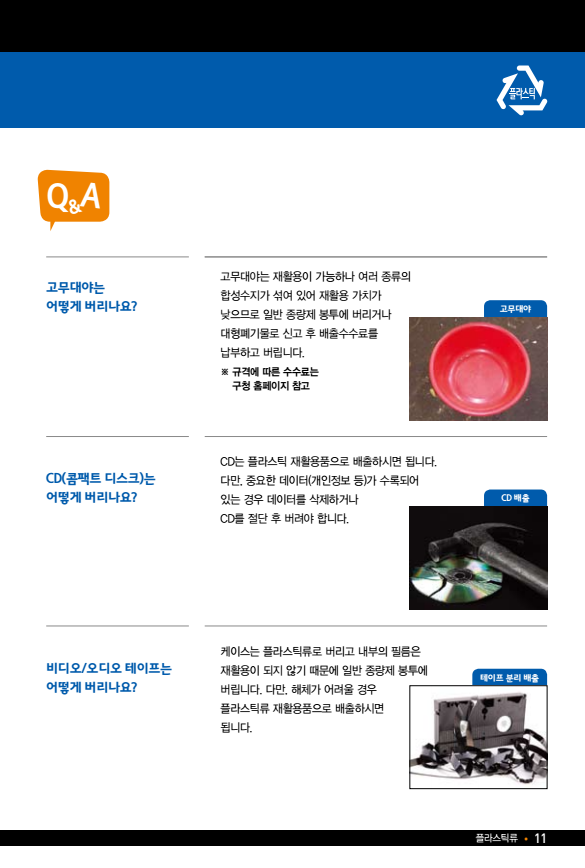 플라스틱
Q&A
고무대야는
어떻게 버리나요?
고무대야는 재활용이 가능하나 여러 종류의
합성수지가 섞여 있어 재활용 가치가
낮으므로 일반 종량제 봉투에 버리거나
대형폐기물로 신고 후 배출수수료를
납부하고 버립니다.
※ 규격에 따른 수수료는
구청 홈페이지 참고
고무대야
CD(콤팩트 디스크)는
어떻게 버리나요?
CD는 플라스틱 재활용품으로 배출하시면 됩니다.
다만, 중요한 데이터(개인정보 등)가 수록되어
있는 경우 데이터를 삭제하거나
CD를 절단 후 버려야 합니다.
CD 배출
비디오/오디오 테이프는
어떻게 버리나요?
케이스는 플라스틱류로 버리고 내부의 필름은
재활용이 되지 않기 때문에 일반 종량제 봉투에
버립니다. 다만, 해체가 어려울 경우
플라스틱류 재활용품으로 배출하시면
됩니다.
테이프 분리 배출
플라스틱류 • 11